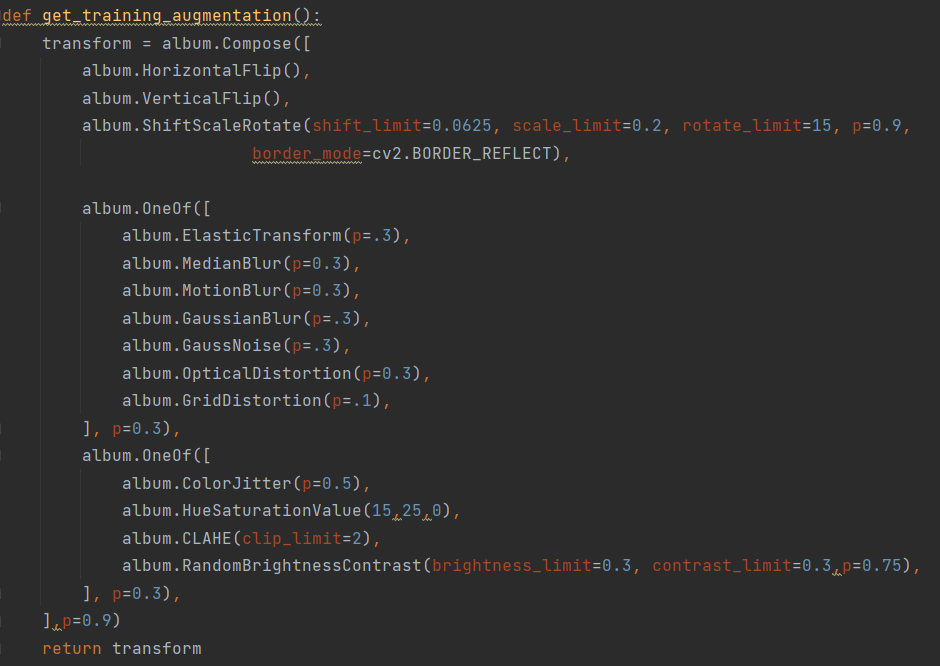 def get_training_augmentation():
    transform = album.Compose([
        album.HorizontalFlip(),
        album.VerticalFlip(),
        album.ShiftScaleRotate(shift_limit=0.0625, scale_limit=0.2, rotate_limit=15, p=0.9,
                         border_mode=cv2.BORDER_REFLECT),

        album.OneOf([
            album.ElasticTransform(p=.3),
            album.MedianBlur(p=0.3),
            album.MotionBlur(p=0.3),
            album.GaussianBlur(p=.3),
            album.GaussNoise(p=.3),
            album.OpticalDistortion(p=0.3),
            album.GridDistortion(p=.1),
        ], p=0.3),
        album.OneOf([
            album.ColorJitter(p=0.5),
            album.HueSaturationValue(15,25,0),
            album.CLAHE(clip_limit=2),
            album.RandomBrightnessContrast(brightness_limit=0.3, contrast_limit=0.3,p=0.75),
        ], p=0.3),
    ],p=0.9)
    return transform